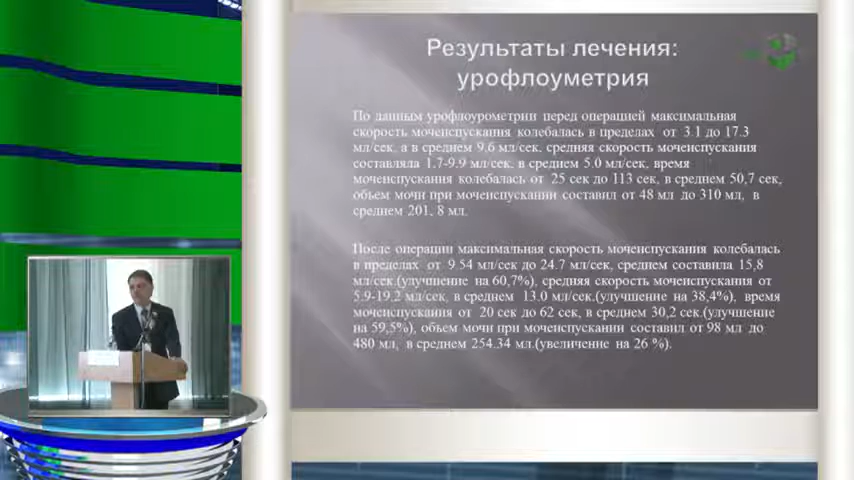 Результаты лечения:
урофлоуметрия
По данным урофлоурометрии перед операцией максимальная
скорость мочеиспускания колебалась в пределах от 3.1 до 17.3
мл/сек, а в среднем 9,6 мл/сек, средняя скорость мочеиспускания
составляла 1.7-9.9 мл/сек, в среднем 5.0 мл/сек, время
мочеиспускания колебалась от 25 сек до 113 сек, в среднем 50,7 сек,
объем мочи при мочеиспускании составил от 48 мл до 310 мл, в
среднем 201, 8 мл.
После операции максимальная скорость мочеиспускания колебалась
в пределах от 9.54 мл/сек до 24.7 мл/сек, среднем составила 15,8
мл/сек.(улучшение на 60,7%), средняя скорость мочеиспускания от
5.9-19.2 мл/сек, в среднем 13.0 мл/сек.(улучшение на 38,4%), время
мочеиспускания от 20 сек до 62 сек, в среднем 30,2 сек.(улучшение
на 59,5%), объем мочи при мочеиспускании составил от 98 мл до
480 мл, в среднем 254.34 мл.(увеличение на 26 %).